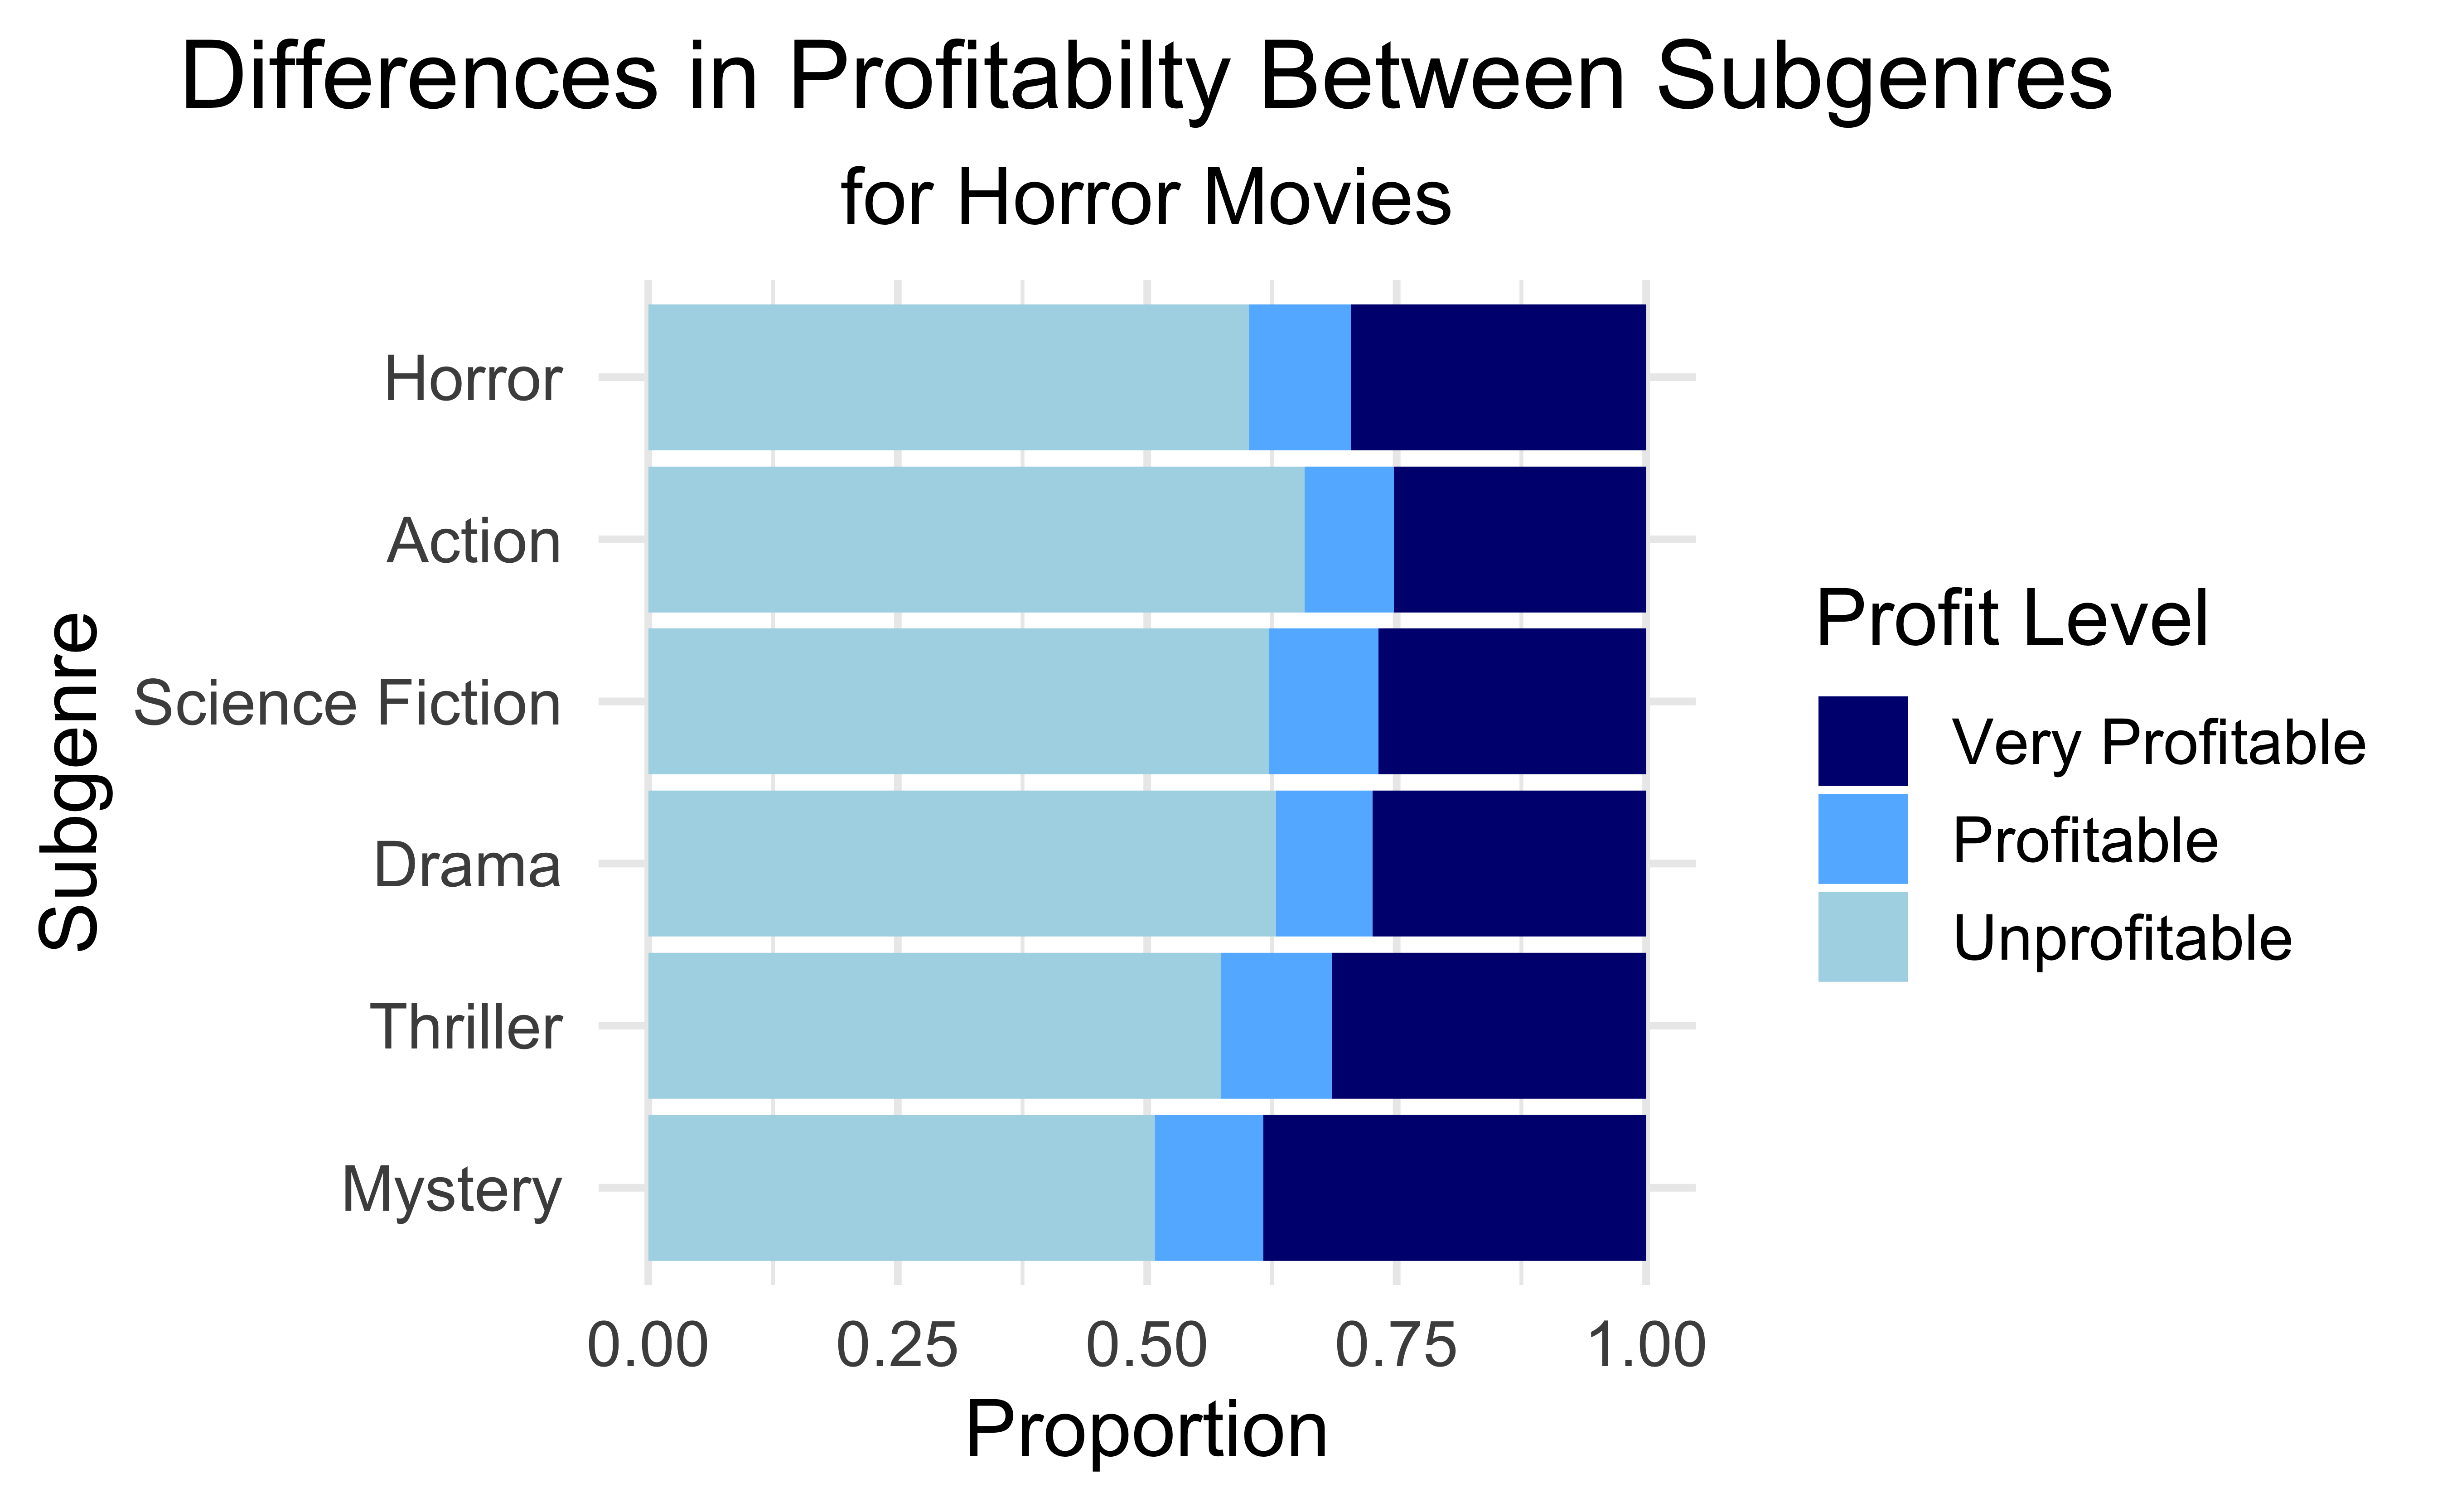 Differences in Profitabilty Between Subgenres
for Horror Movies
Subgenre
Horror
Action
Science Fiction
Drama
Thriller
Mystery
0.00 0.25 0.50 0.75 1.00
Proportion
Profit Level
Very Profitable
Profitable
Unprofitable